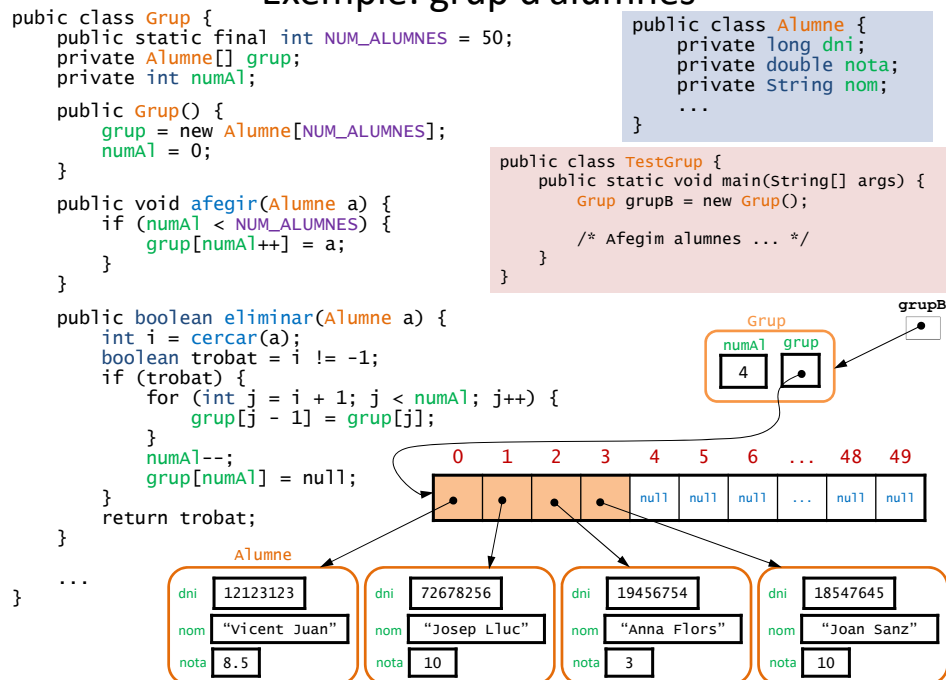 Exemple: grup d'alumnes
pubic class Grup {
    public static final int NUM_ALUMNES = 50;
    private Alumne[] grup;
    private int numAl;
    public Grup() {
        grup = new Alumne[NUM_ALUMNES];
        numAl = 0;
    }
    public void afegir(Alumne a) {
        if (numAl < NUM_ALUMNES) {
            grup[numAl++] = a;
        }
    }
    public boolean eliminar(Alumne a) {
        int i = cercar(a);
        boolean trobat = i != -1;
        if (trobat) {
            for (int j = i + 1; j < numAl; j++) {
                grup[j - 1] = grup[j];
            }
            numAl--;
            grup[numAl] = null;
        }
        return trobat;
    }
    ...
}
public class Alumne {
    private long dni;
    private double nota;
    private String nom;
    ...
}
public class TestGrup {
    public static void main(String[] args) {
        Grup grupB = new Grup();
        /* Afegim alumnes ... */
    }
}
grupB
Grup
numAl grup
4
0 1 2 3 4 5 6 ... 48 49
null null null ... null null
Alumne
dni 12123123
nom "Vicent Juan"
nota 8.5
dni 72678256
nom "Josep Lluc"
nota 10
dni 19456754
nom "Anna Flors"
nota 3
dni 18547645
nom "Joan Sanz"
nota 10